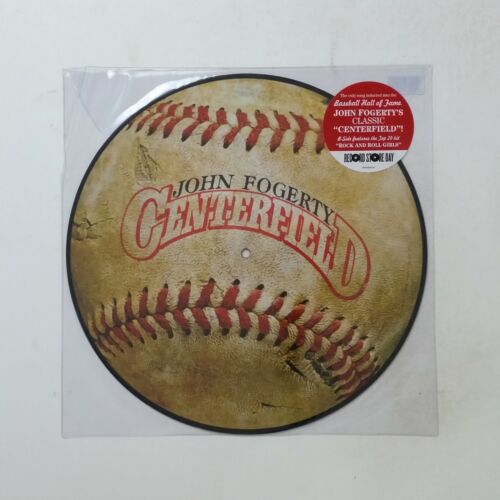 The only song inducted into the
Baseball Hall of Fame
JOHN FOGERTY'S
CLASSIC
"CENTERFIELD"!
B-Side features the Top 20 hit
"ROCK AND ROLL GIRLS"
RECORD STORE DAY
JOHN FOGERTY
CENTERFIELD